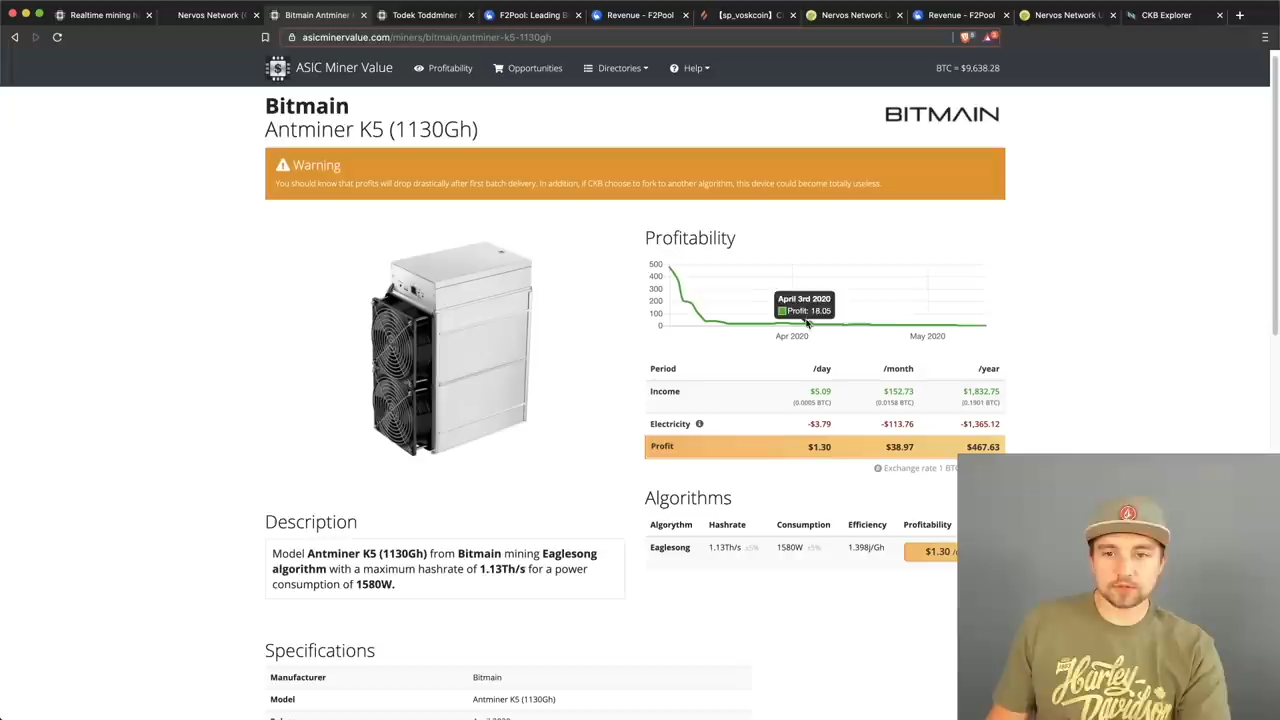 Realtime mining h
Nervos Network (
Bitmain Antminer
Todek Toddminer
F2Pool: Leading B
Revenue - F2Pool
[sp_voskcoin]
Nervos Network U
Revenue - F2Pool
Nervos Network U
CKB Explorer
asicminervalue.com/miners/bitmain/antminer-k5-1130gh
ASIC Miner Value
Profitability
Opportunities
Directories
Help
BTC = $9,638.28
Bitmain
Antminer K5 (1130Gh)
BITMAIN
Warning
You should know that profits will drop drastically after first batch delivery. In addition, if CKB choose to fork to another algorithm, this device could become totally useless.
Profitability
500
400
300
200
100
0
April 3rd 2020
Profit: 18.05
Apr 2020
May 2020
Period /day /month /year
Income $5.09 $152.73 $1,832.75
(0.0005 BTC) (0.0158 BTC) (0.1901 BTC)
Electricity -$3.79 -$113.76 -$1,365.12
Profit $1.30 $38.97 $467.63
Exchange rate 1 BTC
Algorithms
Algorythm Hashrate Consumption Efficiency Profitability
Eaglesong 1.13Th/s ±5% 1580W ±5% 1.398j/Gh $1.30
Description
Model Antminer K5 (1130Gh) from Bitmain mining Eaglesong
algorithm with a maximum hashrate of 1.13Th/s for a power
consumption of 1580W.
Specifications
Manufacturer Bitmain
Model Antminer K5 (1130Gh)
Harley-
Davidson